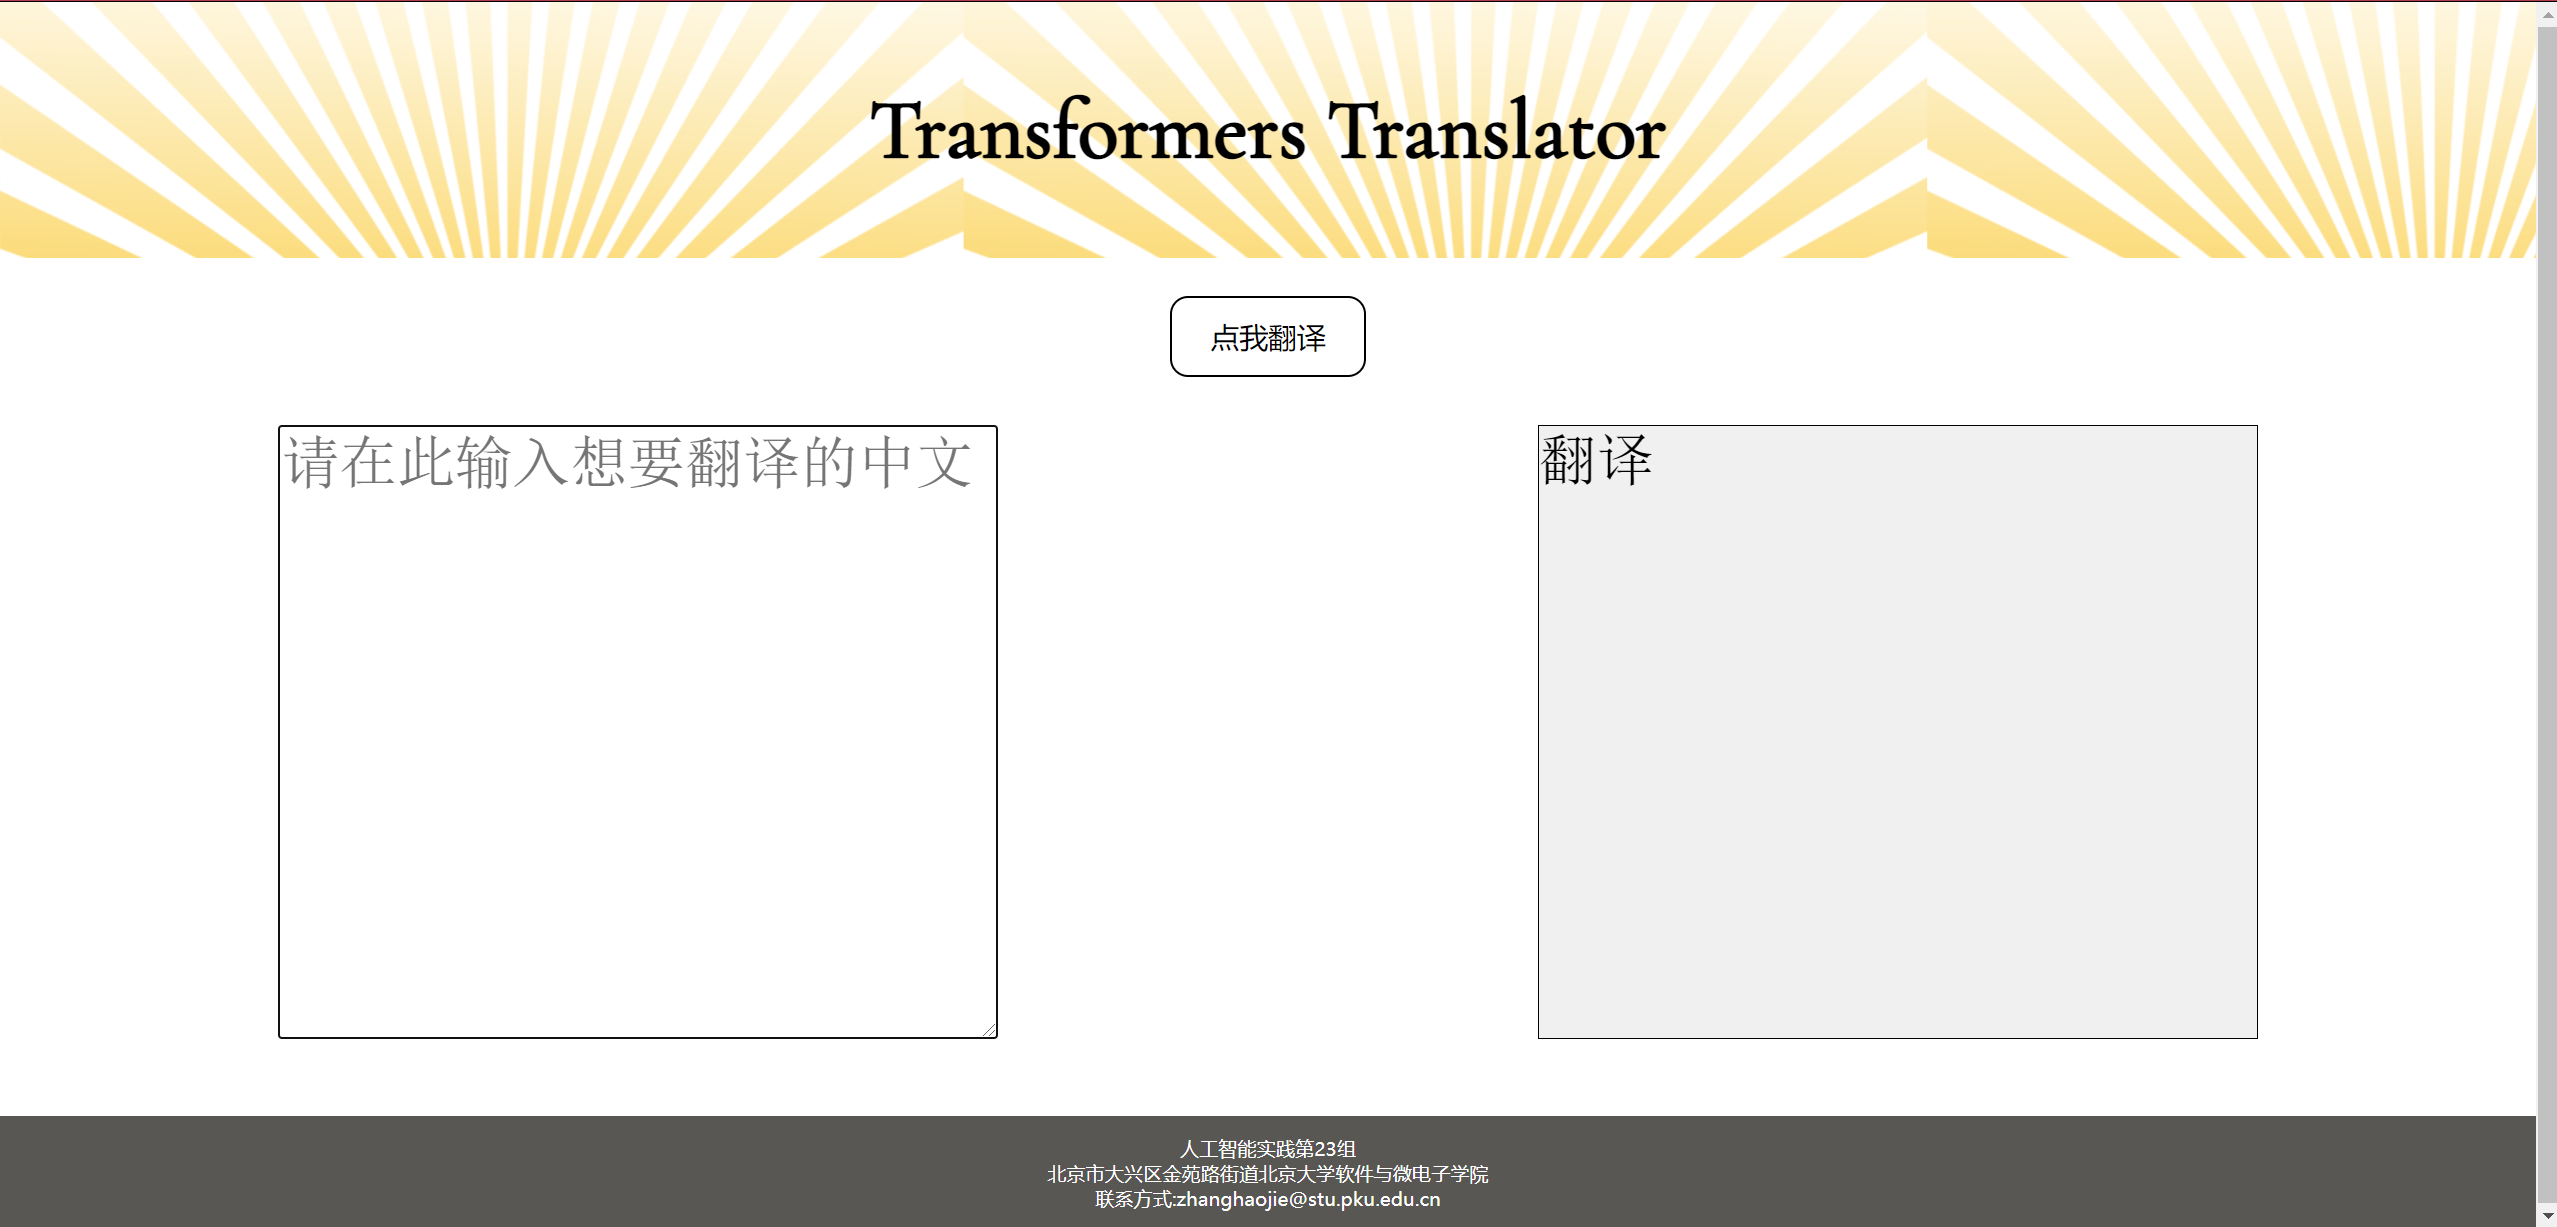 Transformers Translator
点我翻译
请在此输入想要翻译的中文
翻译
人工智能实践第23组
北京市大兴区金苑路街道北京大学软件与微电子学院
联系方式:zhanghaojie@stu.pku.edu.cn